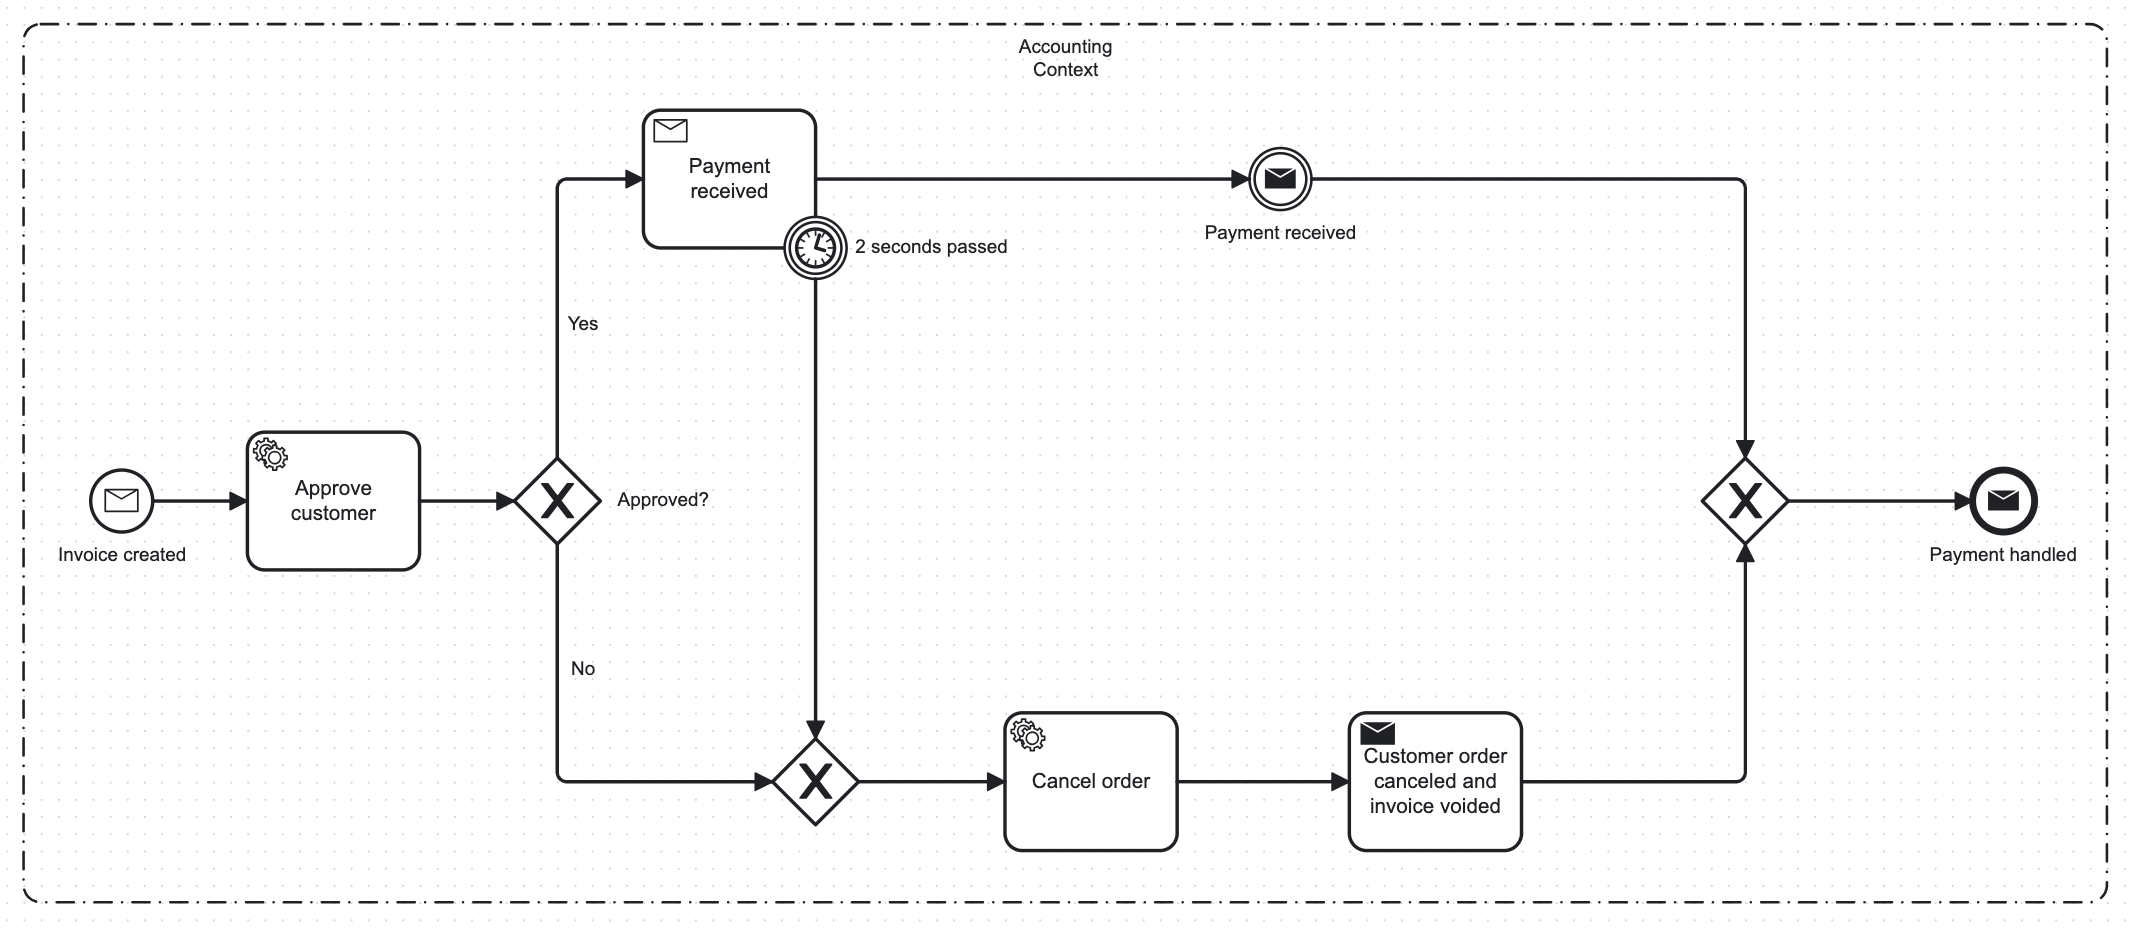 Accounting
Context
Payment
received
2 seconds passed
Payment received
Yes
Approve
customer
Approved?
Invoice created
Payment handled
No
Cancel order
Customer order
canceled and
invoice voided